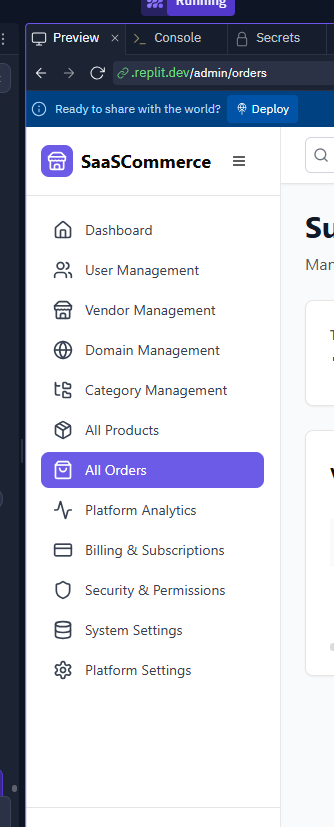 Running
Preview
Console
Secrets
.replit.dev/admin/orders
Ready to share with the world?
Deploy
SaaSCommerce
Dashboard
User Management
Vendor Management
Domain Management
Category Management
All Products
All Orders
Platform Analytics
Billing & Subscriptions
Security & Permissions
System Settings
Platform Settings